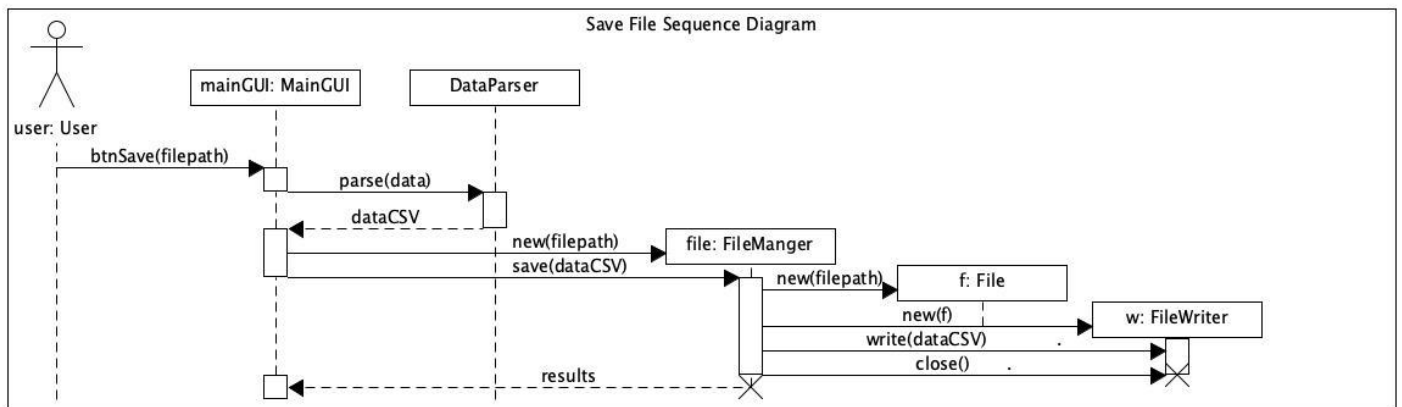 Save File Sequence Diagram
user: User
mainGUI: MainGUI
DataParser
btnSave(filepath)
parse(data)
dataCSV
new(filepath)
file: FileManger
save(dataCSV)
new(filepath)
f: File
new(f)
w: FileWriter
write(dataCSV)
close()
results